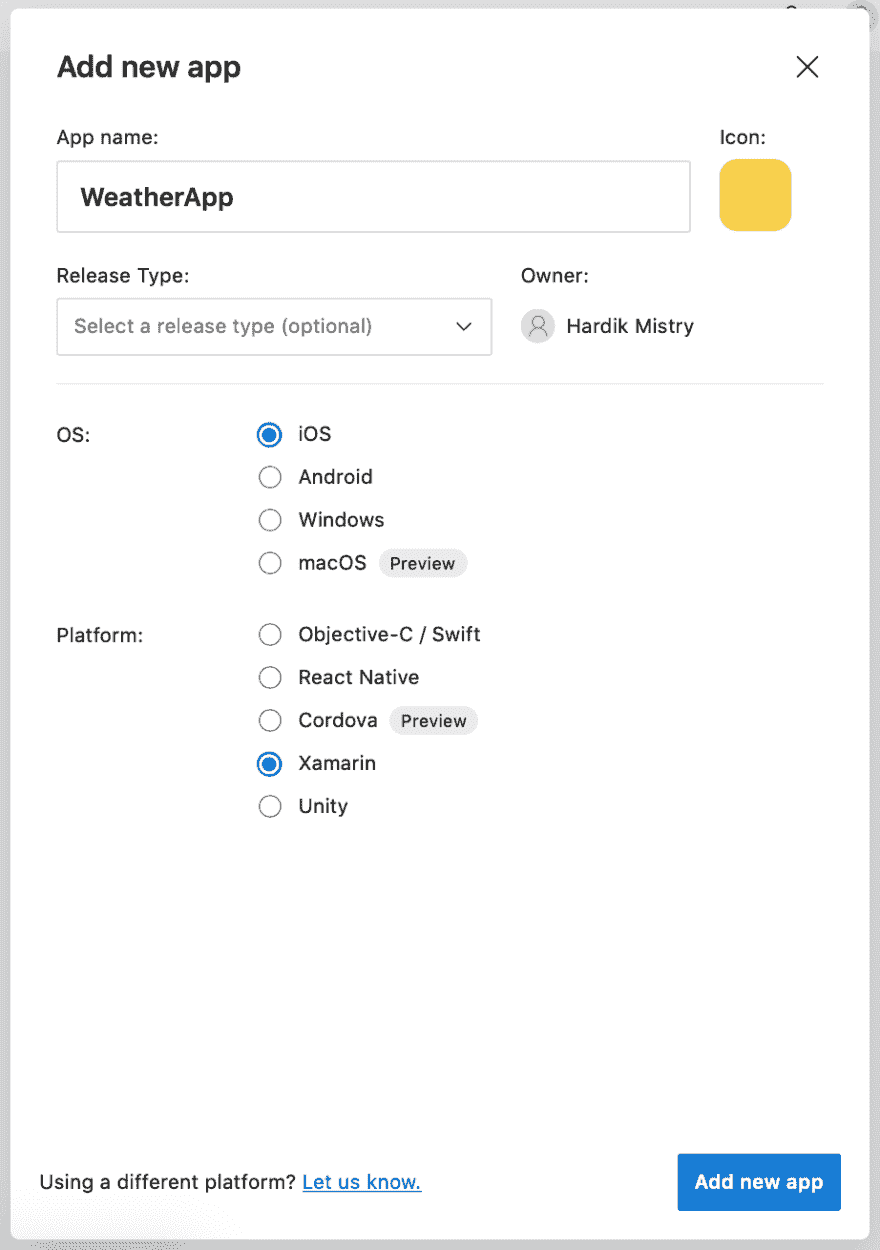 Add new app
App name:
Icon:
WeatherApp
Release Type:
Owner:
Select a release type (optional)
Hardik Mistry
OS:
iOS
Android
Windows
macOS Preview
Platform:
Objective-C / Swift
React Native
Cordova Preview
Xamarin
Unity
Using a different platform? Let us know.
Add new app